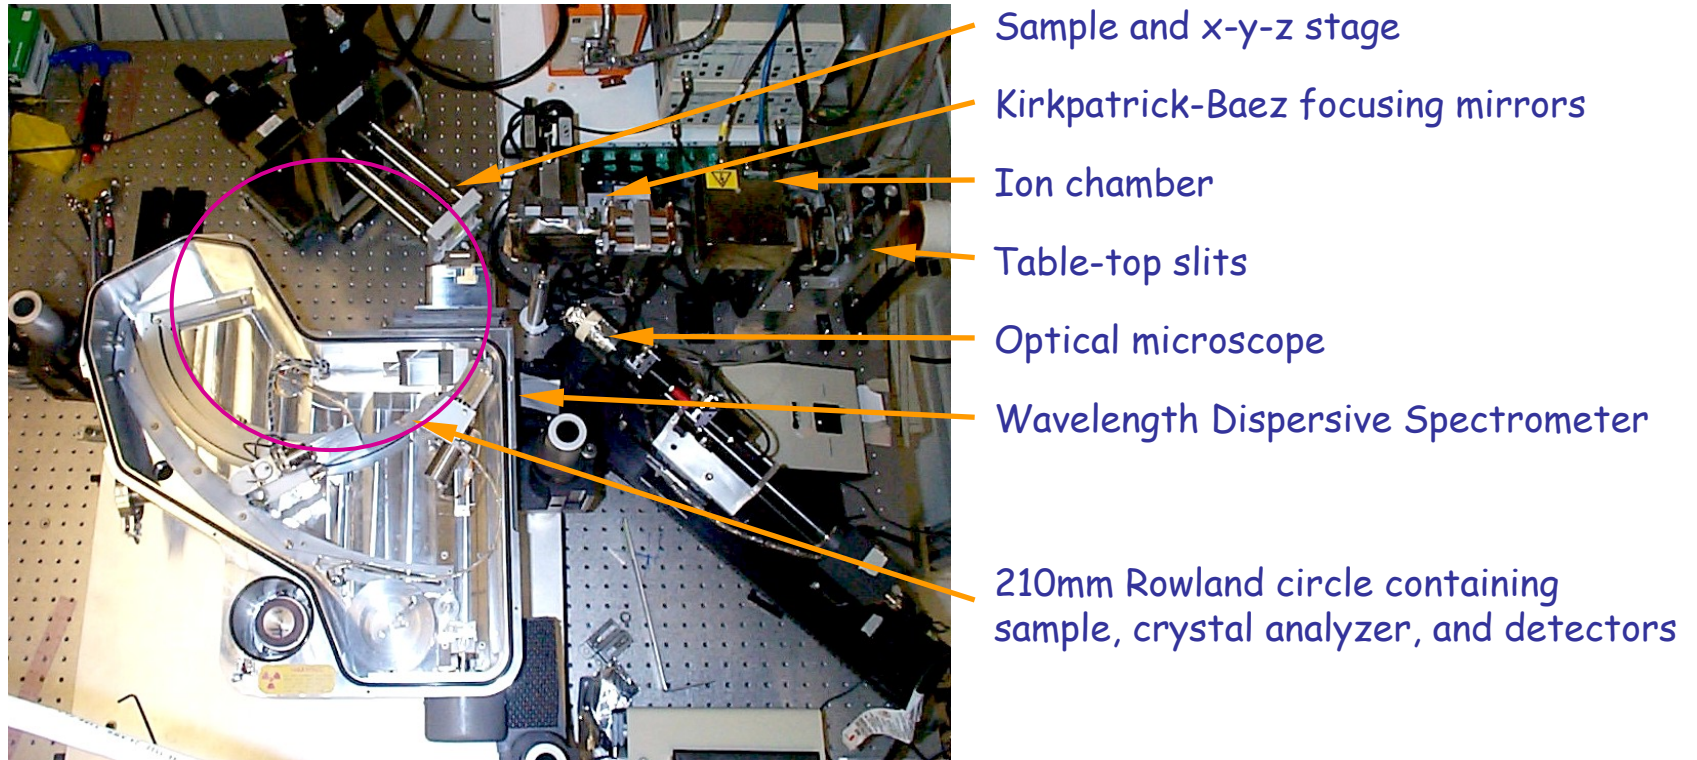 Sample and x-y-z stage
Kirkpatrick-Baez focusing mirrors
Ion chamber
Table-top slits
Optical microscope
Wavelength Dispersive Spectrometer
210mm Rowland circle containing
sample, crystal analyzer, and detectors